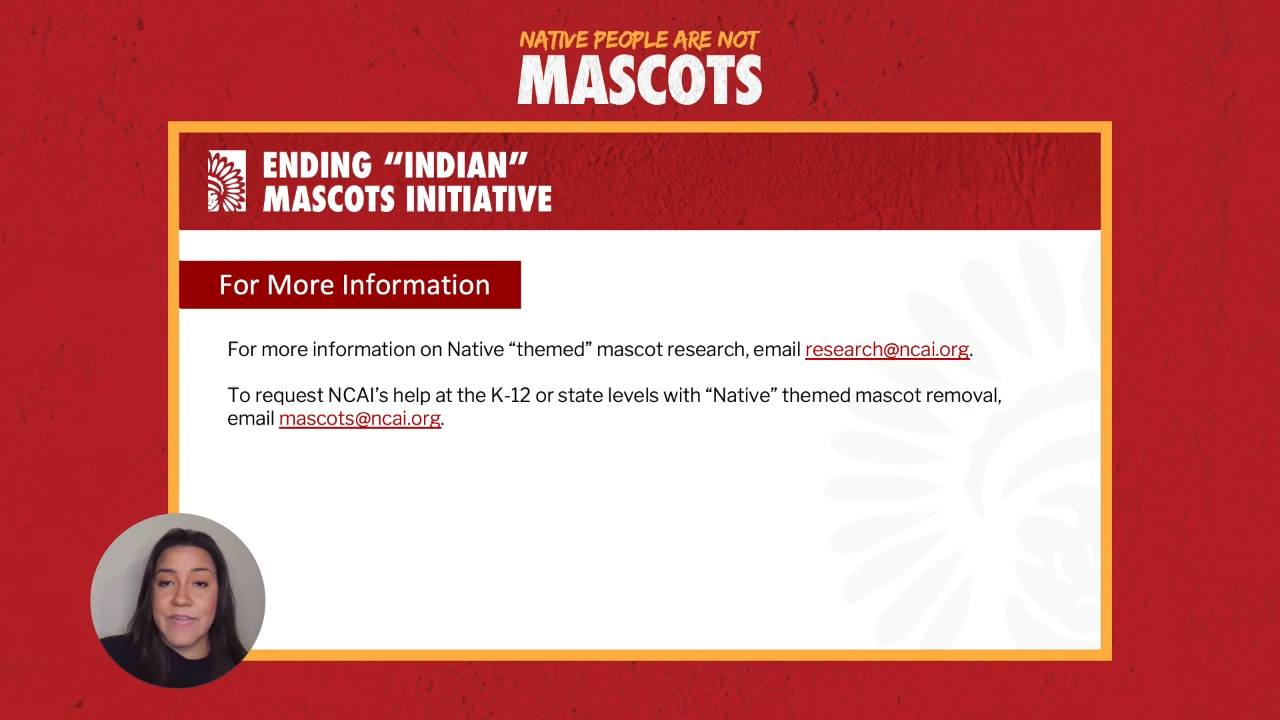 NATIVE PEOPLE ARE NOT
MASCOTS
ENDING “INDIAN”
MASCOTS INITIATIVE
For More Information
For more information on Native “themed” mascot research, email research@ncai.org.
To request NCAI’s help at the K-12 or state levels with “Native” themed mascot removal,
email mascots@ncai.org.